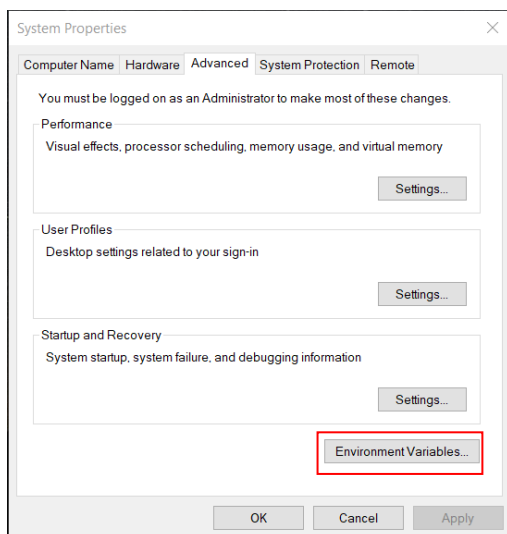 System Properties
Computer Name Hardware Advanced System Protection Remote
You must be logged on as an Administrator to make most of these changes.
Performance
Visual effects, processor scheduling, memory usage, and virtual memory
Settings...
User Profiles
Desktop settings related to your sign-in
Settings...
Startup and Recovery
System startup, system failure, and debugging information
Settings...
Environment Variables...
OK Cancel Apply